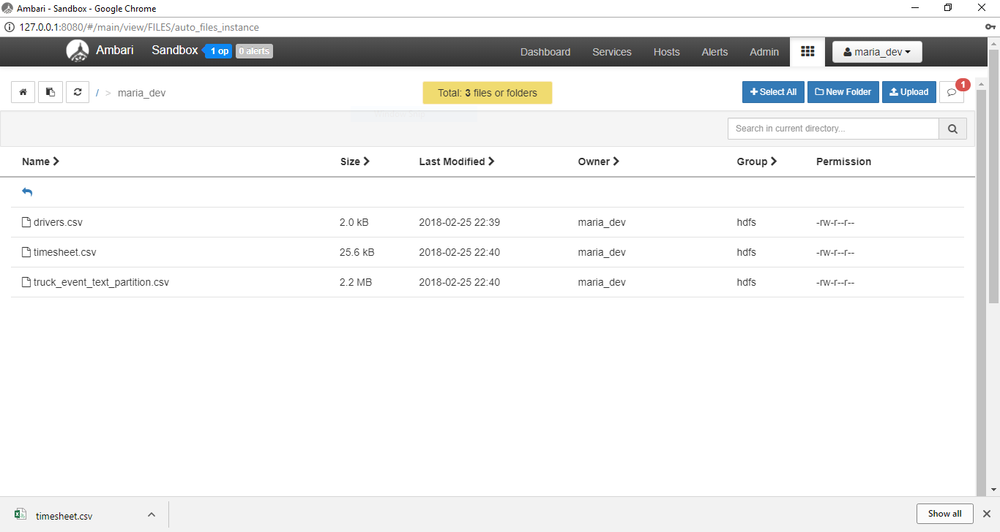 Ambari - Sandbox - Google Chrome
127.0.0.1:8080/#/main/view/FILES/auto_files_instance
Ambari Sandbox 1 op 0 alerts Dashboard Services Hosts Alerts Admin maria_dev
/ > maria_dev Total: 3 files or folders Select All New Folder Upload 1
Window Snip
Search in current directory...
Name Size Last Modified Owner Group Permission
drivers.csv 2.0 kB 2018-02-25 22:39 maria_dev hdfs -rw-r--r--
timesheet.csv 25.6 kB 2018-02-25 22:40 maria_dev hdfs -rw-r--r--
truck_event_text_partition.csv 2.2 MB 2018-02-25 22:40 maria_dev hdfs -rw-r--r--
timesheet.csv Show all